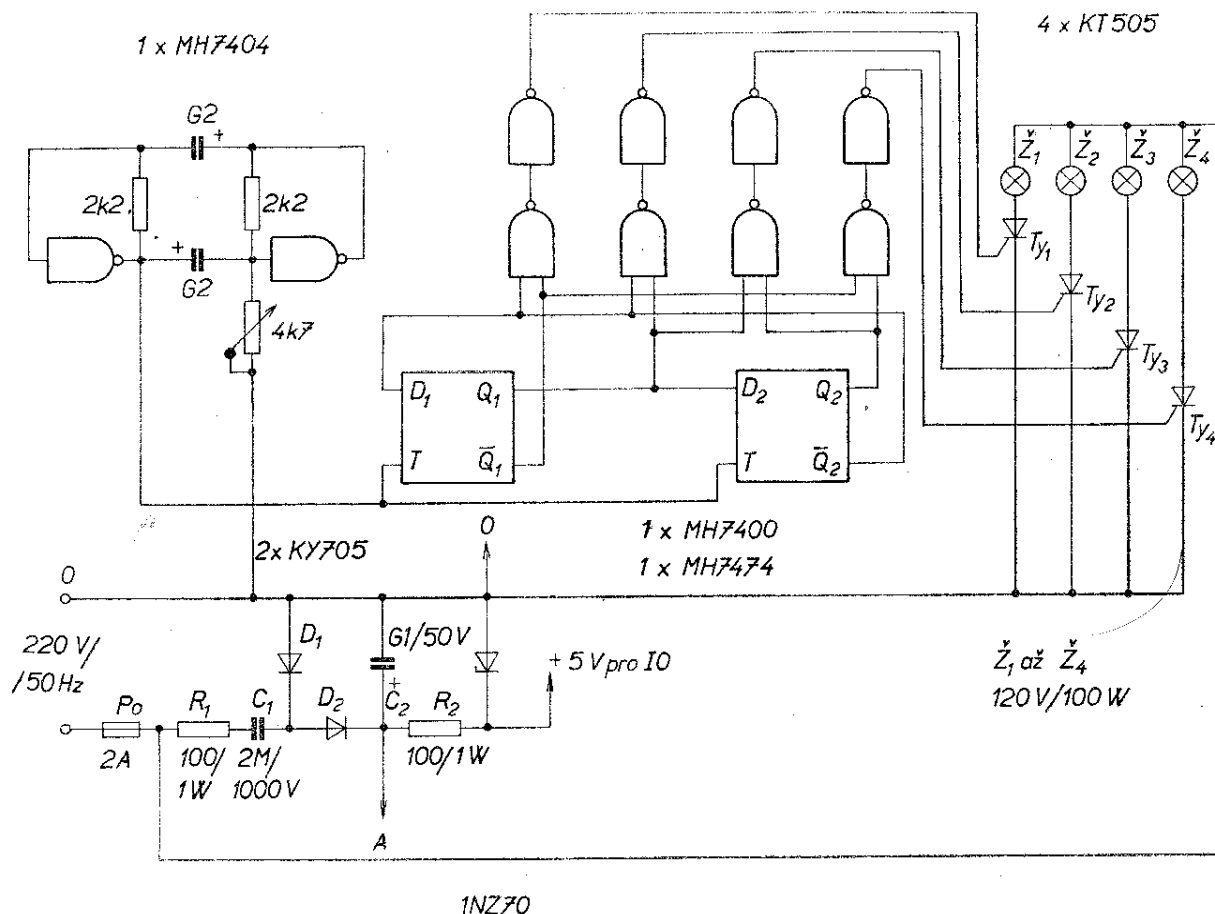 1 x MH7404
4 x KT505
G2
+
2k2
2k2
+
G2
4k7
Ž1
Ž2
Ž3
Ž4
Ty1
Ty2
Ty3
Ty4
D1 Q1
T Q̅1
D2 Q2
T Q̅2
1 x MH7400
1 x MH7474
2x KY705
0
0
220 V/
/50 Hz
D1
G1/50V
+
+ 5 V pro IO
Ž1 až Ž4
120 V/100 W
Po
2A
R1
100/
1W
C1
2M/
1000V
D2
C2
R2
100/1W
A
1NZ70